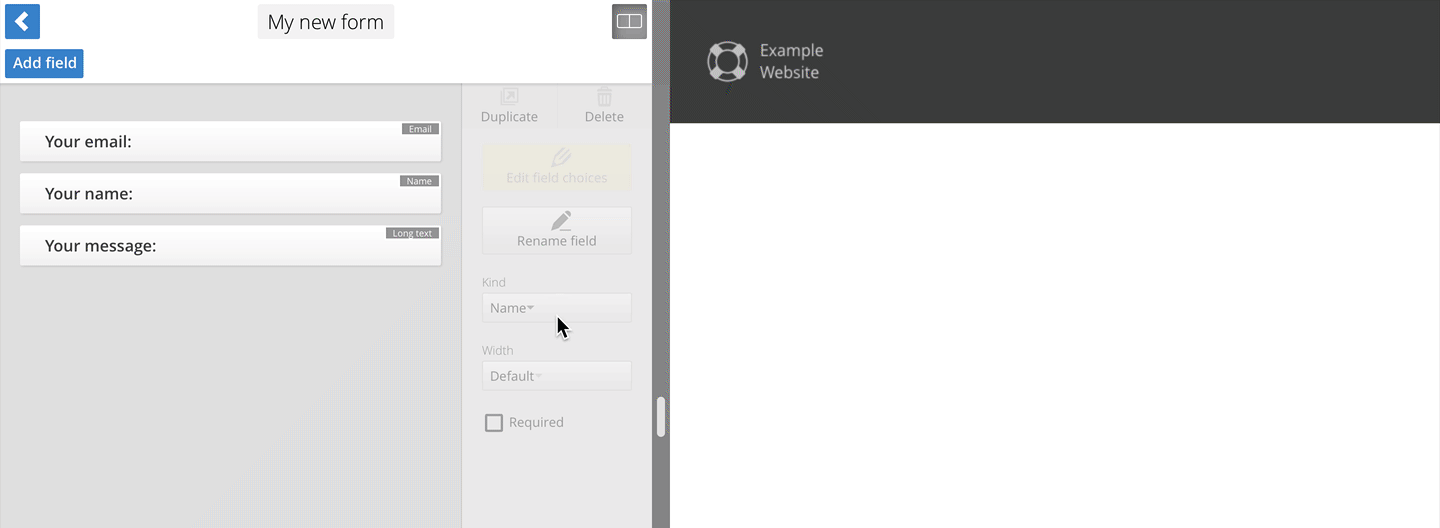 My new form
Add field
Email
Your email:
Name
Your name:
Long text
Your message:
Duplicate
Delete
Edit field choices
Rename field
Kind
Name
Width
Default
Required
Example
Website